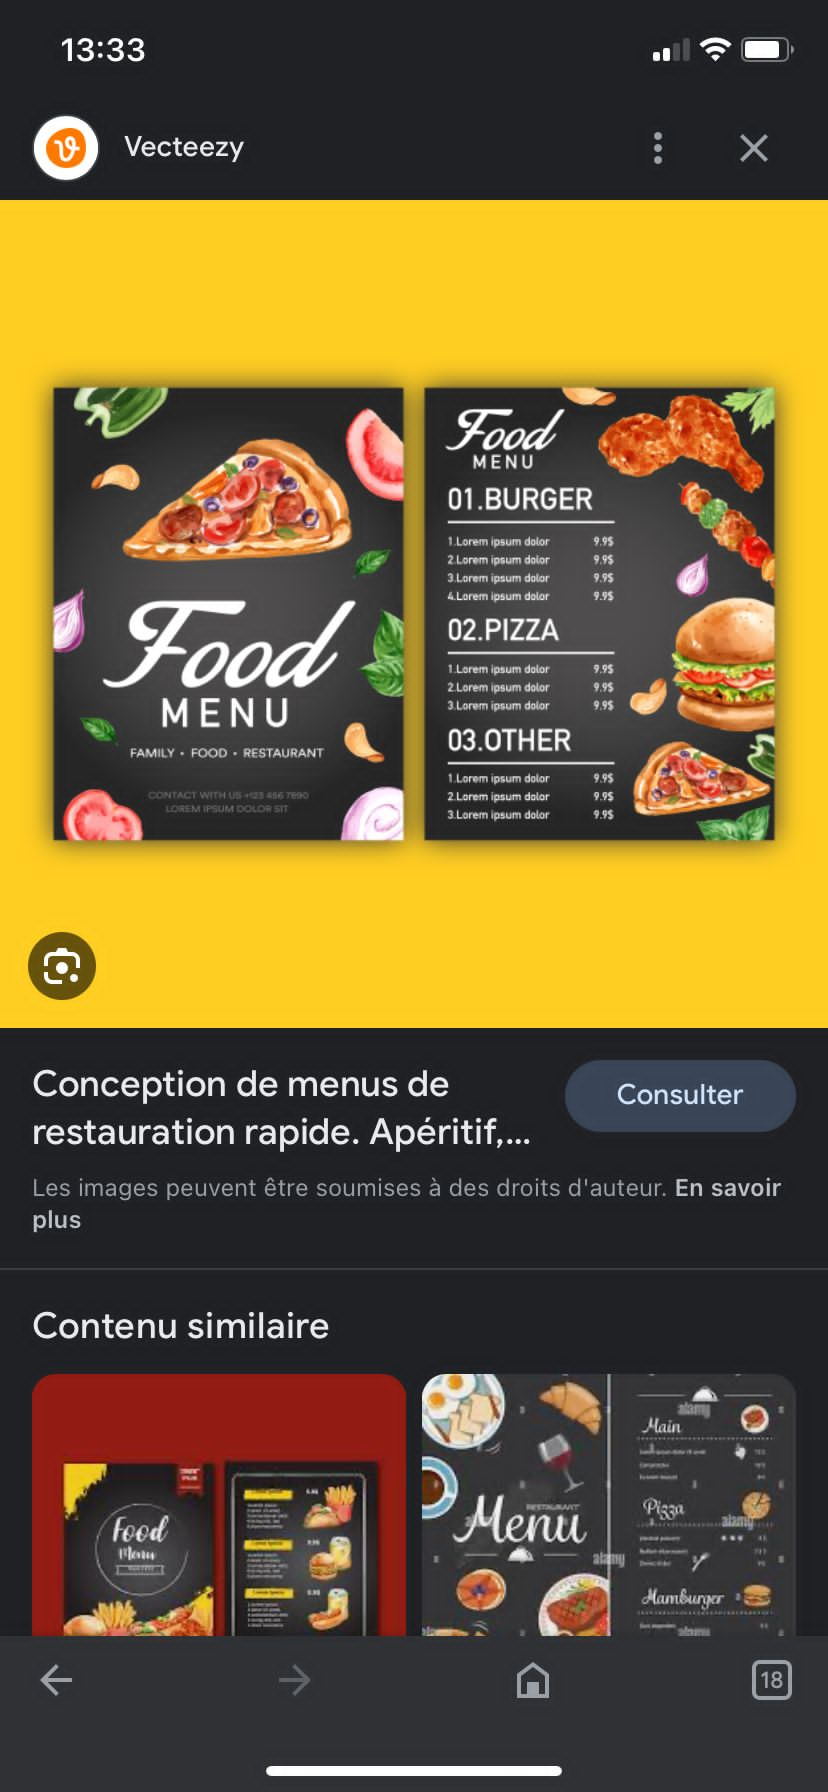 13:33
Vecteezy
Food
MENU
FAMILY • FOOD • RESTAURANT
CONTACT WITH US +123 456 7890
LOREM IPSUM DOLOR SIT
Food
MENU
01.BURGER
1.Lorem ipsum dolor 9.9$
2.Lorem ipsum dolor 9.9$
3.Lorem ipsum dolor 9.9$
4.Lorem ipsum dolor 9.9$
02.PIZZA
1.Lorem ipsum dolor 9.9$
2.Lorem ipsum dolor 9.9$
3.Lorem ipsum dolor 9.9$
03.OTHER
1.Lorem ipsum dolor 9.9$
2.Lorem ipsum dolor 9.9$
3.Lorem ipsum dolor 9.9$
Conception de menus de
restauration rapide. Apéritif,...
Consulter
Les images peuvent être soumises à des droits d'auteur. En savoir
plus
Contenu similaire
Food
Menu
RESTAURANT
Menu
alamy
Main
Pizza
alamy
alamy
Hamburger
18